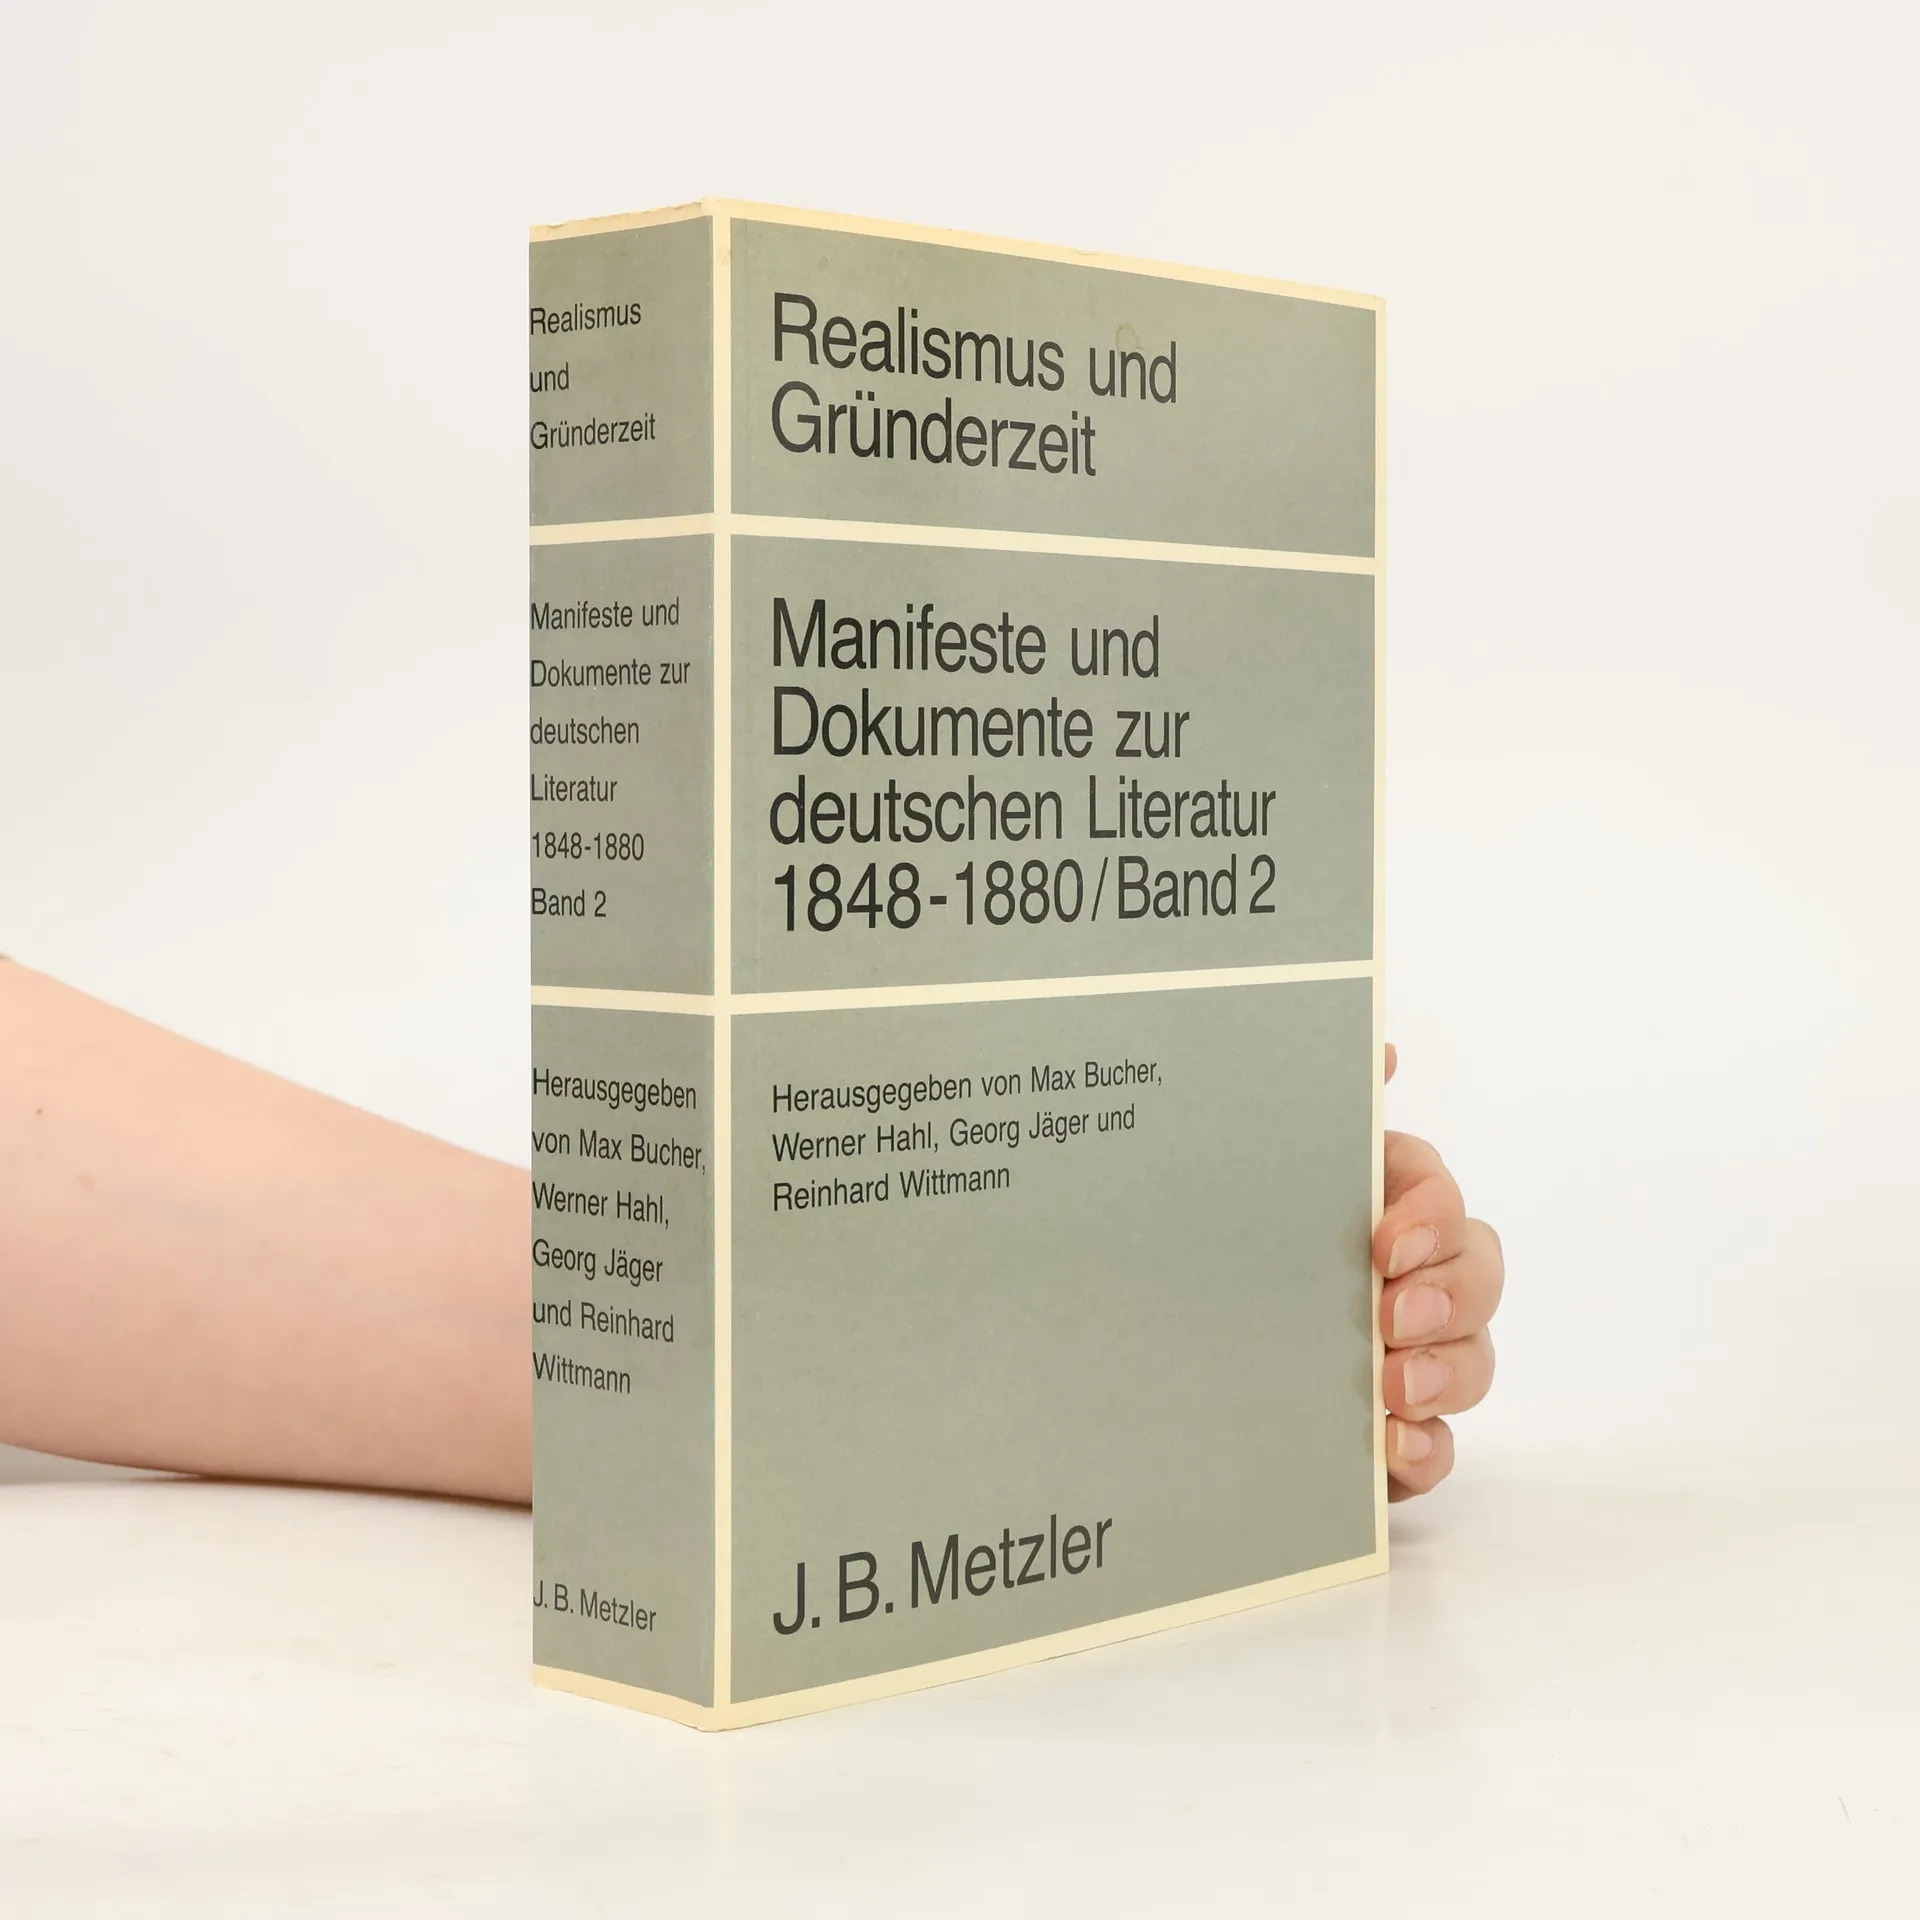 Realismus
und
Gründerzeit
Manifeste und
Dokumente zur
deutschen
Literatur
1848-1880
Band 2
Herausgegeben
von Max Bucher,
Werner Hahl,
Georg Jäger
und Reinhard
Wittmann
J. B. Metzler
Realismus und
Gründerzeit
Manifeste und
Dokumente zur
deutschen Literatur
1848-1880/Band 2
Herausgegeben von Max Bucher,
Werner Hahl, Georg Jäger und
Reinhard Wittmann
J. B. Metzler